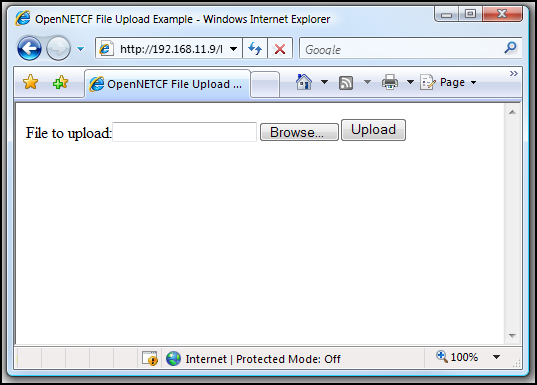 OpenNETCF File Upload Example - Windows Internet Explorer
http://192.168.11.9/
Google
OpenNETCF File Upload ...
Page
File to upload: Browse... Upload
Internet | Protected Mode: Off
100%